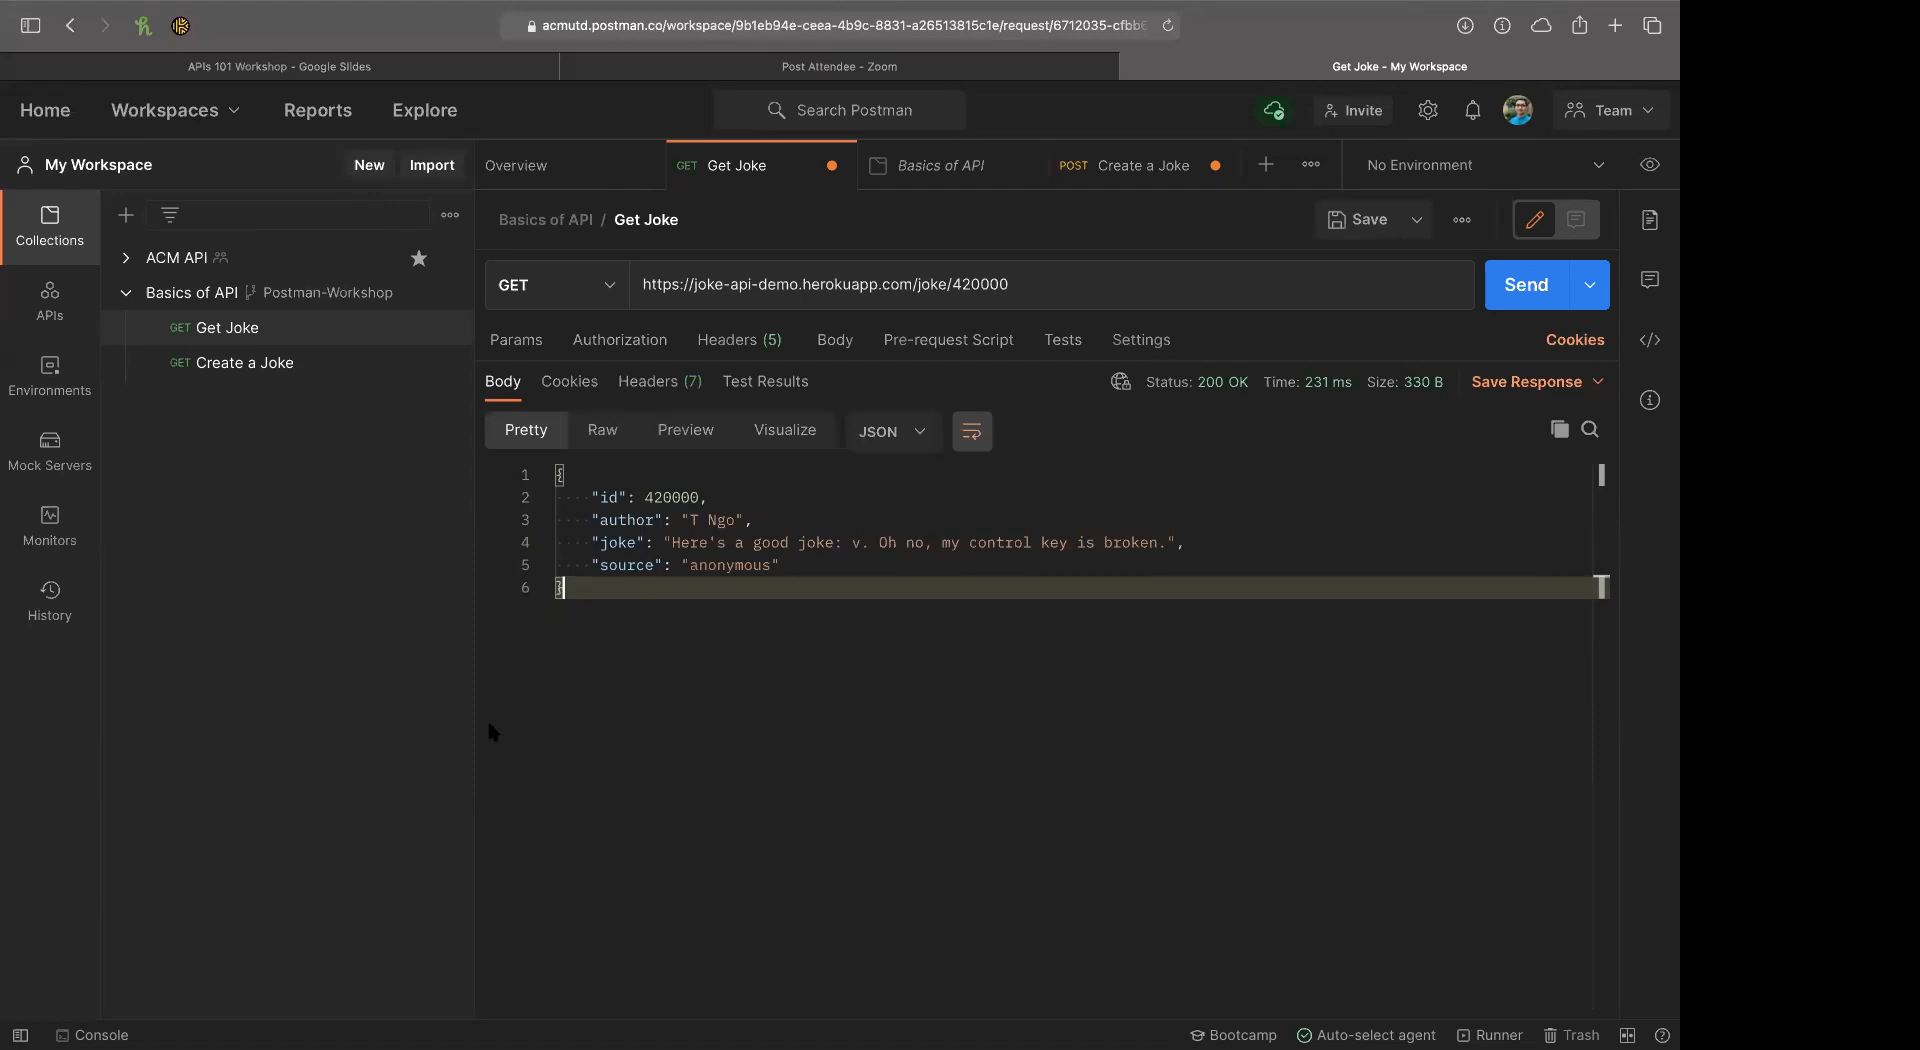 acmutd.postman.co/workspace/9b1eb94e-ceea-4b9c-8831-a26513815c1e/request/6712035-cfbb6
APIs 101 Workshop - Google Slides
Post Attendee - Zoom
Get Joke - My Workspace
Home
Workspaces
Reports
Explore
Search Postman
Invite
Team
My Workspace
New
Import
Overview
GET Get Joke
Basics of API
POST Create a Joke
No Environment
Collections
APIs
Environments
Mock Servers
Monitors
History
ACM API
Basics of API Postman-Workshop
GET Get Joke
GET Create a Joke
Basics of API / Get Joke
Save
GET
https://joke-api-demo.herokuapp.com/joke/420000
Send
Params
Authorization
Headers (5)
Body
Pre-request Script
Tests
Settings
Cookies
Body
Cookies
Headers (7)
Test Results
Status: 200 OK
Time: 231 ms
Size: 330 B
Save Response
Pretty
Raw
Preview
Visualize
JSON
1 {
2 "id": 420000,
3 "author": "T Ngo",
4 "joke": "Here's a good joke: v. Oh no, my control key is broken.",
5 "source": "anonymous"
6 }
Console
Bootcamp
Auto-select agent
Runner
Trash